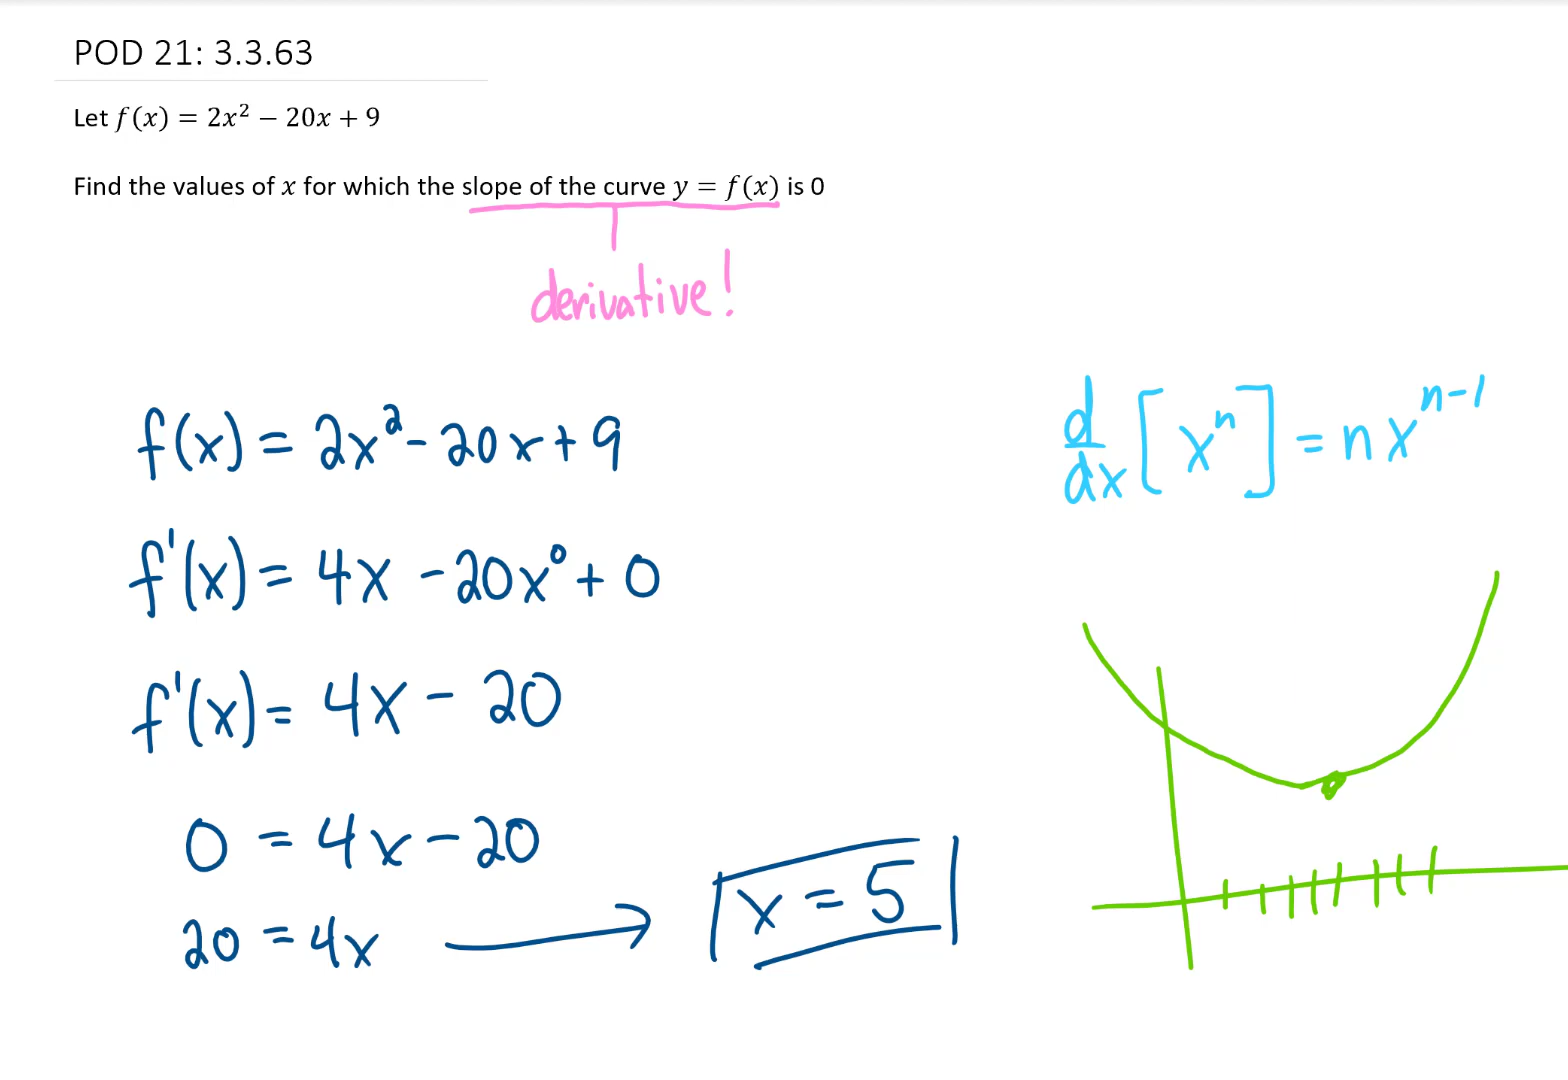 POD 21: 3.3.63
Let f(x) = 2x² − 20x + 9
Find the values of x for which the slope of the curve y = f(x) is 0
derivative!
f(x) = 2x² - 20x + 9
d/dx [xⁿ] = nxⁿ⁻¹
f'(x) = 4x - 20x⁰ + 0
f'(x) = 4x - 20
0 = 4x - 20
20 = 4x → x = 5